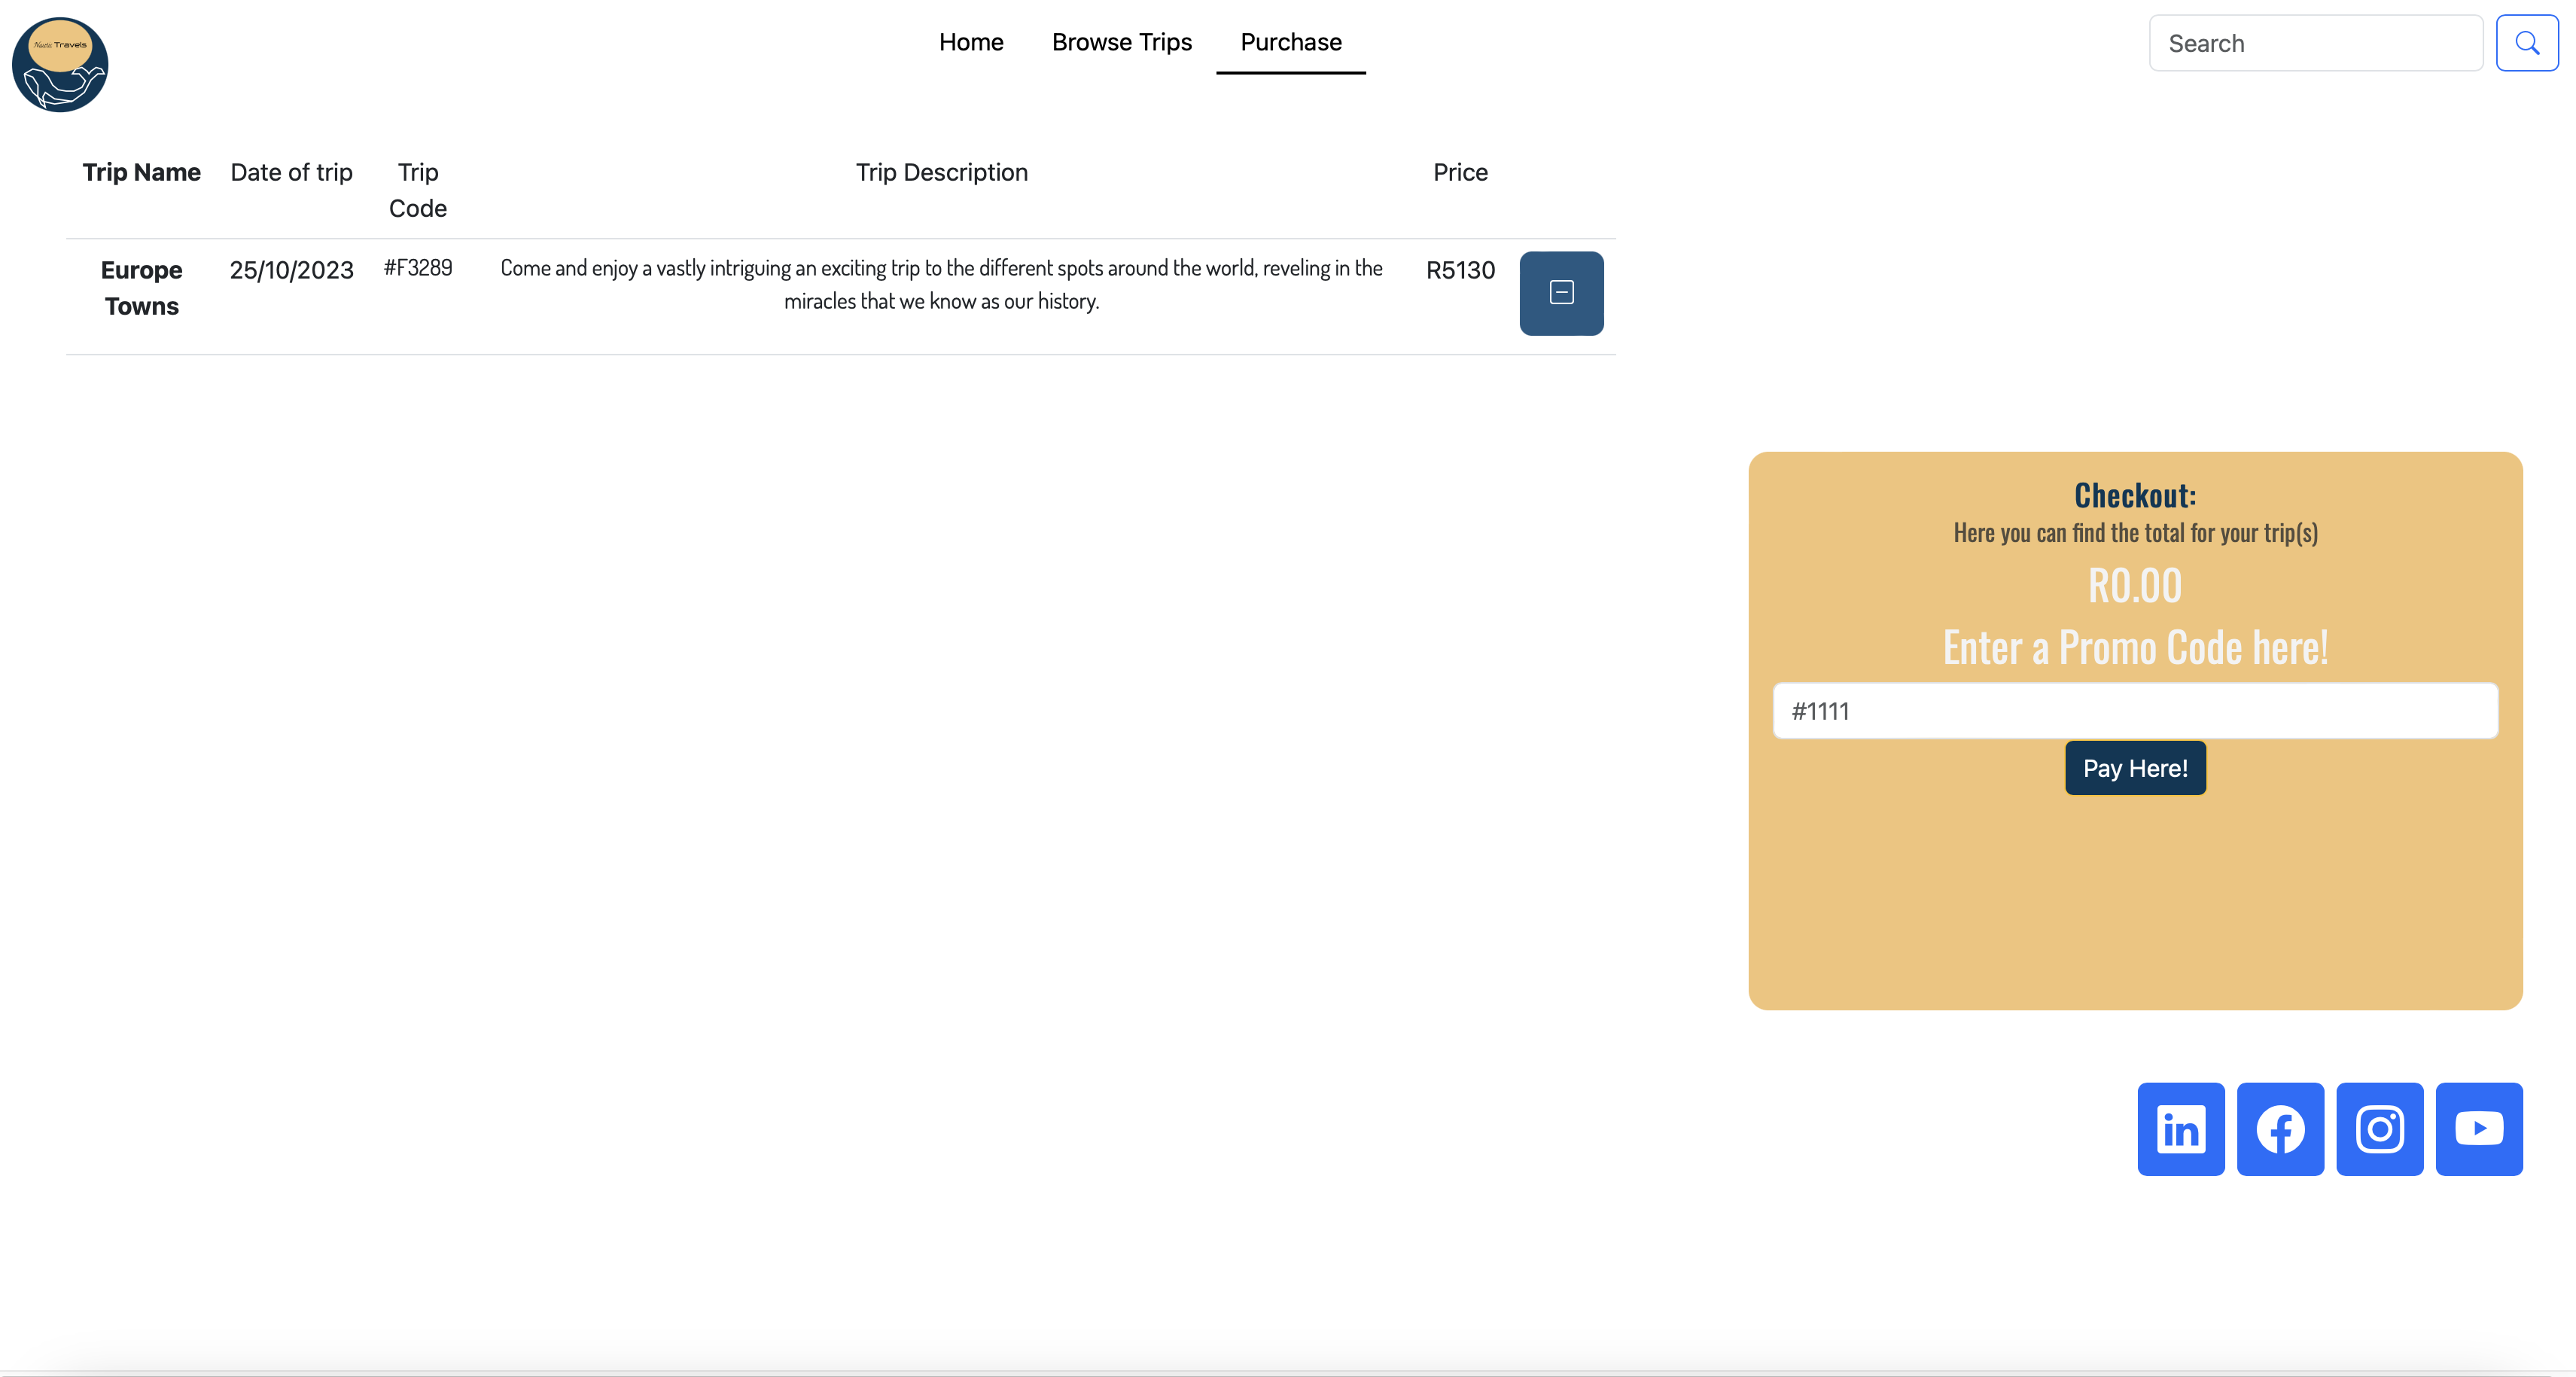 Nautic Travels
Home Browse Trips Purchase
Search
Trip Name Date of trip Trip Code Trip Description Price
Europe Towns 25/10/2023 #F3289 Come and enjoy a vastly intriguing an exciting trip to the different spots around the world, reveling in the
miracles that we know as our history. R5130
Checkout:
Here you can find the total for your trip(s)
R0.00
Enter a Promo Code here!
#1111
Pay Here!
in